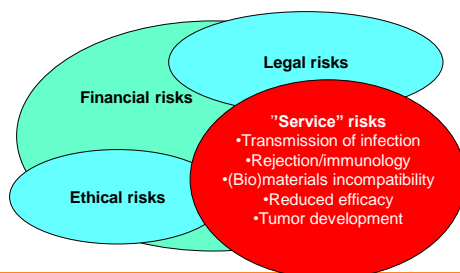 Legal risks
Financial risks
”Service” risks
•Transmission of infection
•Rejection/immunology
•(Bio)materials incompatibility
•Reduced efficacy
•Tumor development
Ethical risks